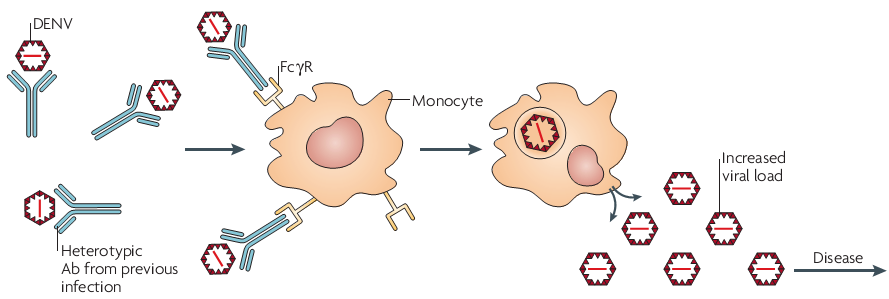 DENV
FcγR
Monocyte
Increased
viral load
Heterotypic
Ab from previous
infection
Disease